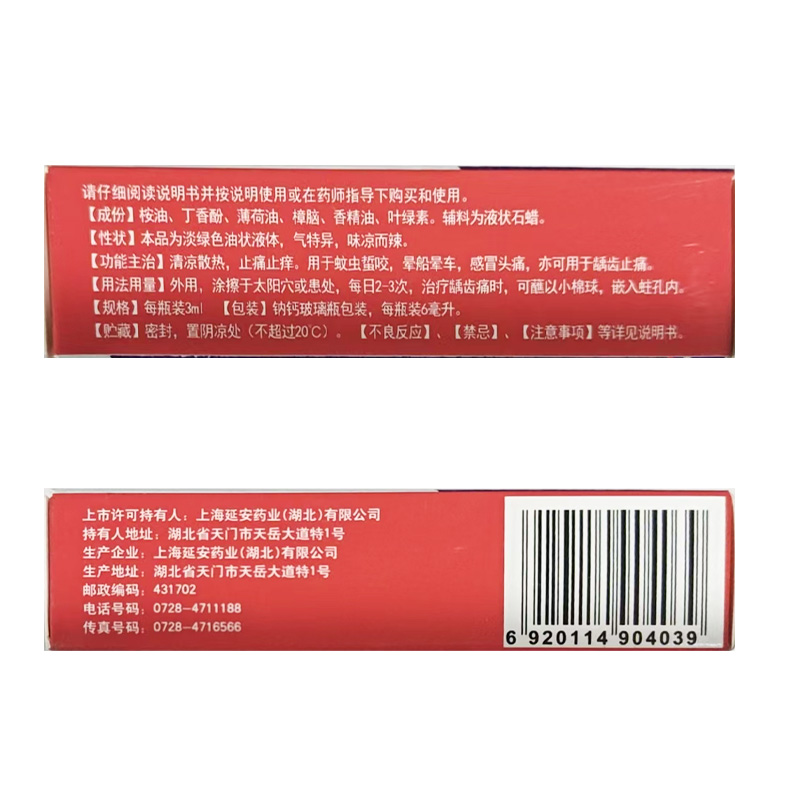 请仔细阅读说明书并按说明使用或在药师指导下购买和使用。
【成份】桉油、丁香酚、薄荷油、樟脑、香精油、叶绿素。辅料为液状石蜡。
【性状】本品为淡绿色油状液体，气特异，味凉而辣。
【功能主治】清凉散热，止痛止痒。用于蚊虫蜇咬，晕船晕车，感冒头痛，亦可用于龋齿止痛。
【用法用量】外用，涂擦于太阳穴或患处，每日2-3次，治疗龋齿痛时，可蘸以小棉球，嵌入蛀孔内。
【规格】每瓶装3ml 【包装】钠钙玻璃瓶包装，每瓶装6毫升。
【贮藏】密封，置阴凉处（不超过20℃）。 【不良反应】、【禁忌】、【注意事项】等详见说明书。
上市许可持有人：上海延安药业(湖北)有限公司
持有人地址：湖北省天门市天岳大道特1号
生产企业：上海延安药业(湖北)有限公司
生产地址：湖北省天门市天岳大道特1号
邮政编码：431702
电话号码：0728-4711188
传真号码：0728-4716566
6 920114 904039